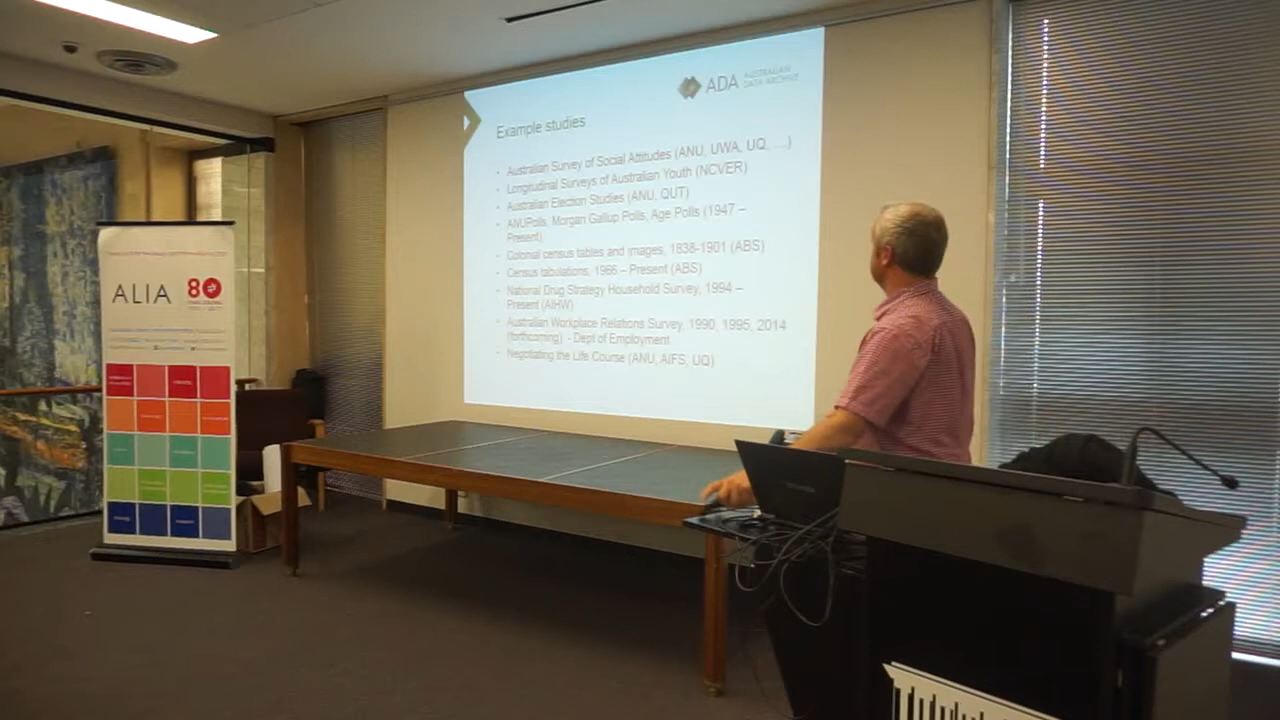 ADA AUSTRALIAN
DATA ARCHIVE
Example studies
Australian Survey of Social Attitudes (ANU, UWA, UQ, …)
Longitudinal Surveys of Australian Youth (NCVER)
Australian Election Studies (ANU, QUT)
ANUPolls, Morgan Gallup Polls, Age Polls (1947 –
Present)
Colonial census tables and images, 1838-1901 (ABS)
Census tabulations, 1966 – Present (ABS)
National Drug Strategy Household Survey, 1994 –
Present (AIHW)
Australian Workplace Relations Survey, 1990, 1995, 2014
(forthcoming) - Dept of Employment
Negotiating the Life Course (ANU, AIFS, UQ)
ALIA 80